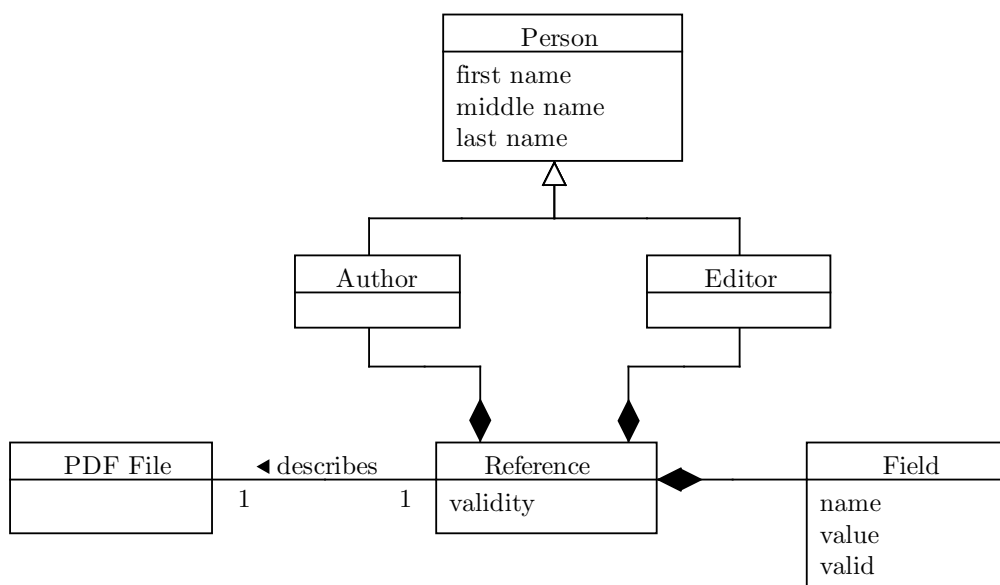 Person
first name
middle name
last name
Author
Editor
PDF File
◄ describes
1
1
Reference
validity
Field
name
value
valid